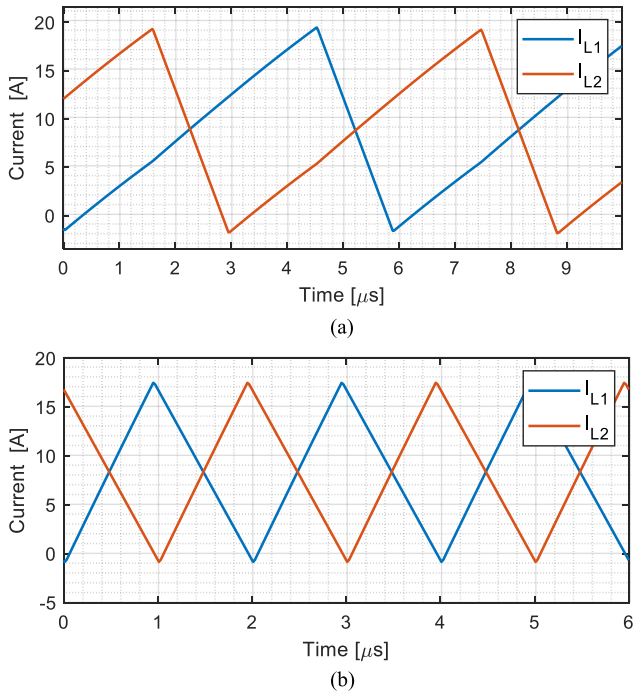 20
15
10
5
0
Current [A]
I_L1
I_L2
0 1 2 3 4 5 6 7 8 9
Time [μs]
(a)
20
15
10
5
0
-5
Current [A]
I_L1
I_L2
0 1 2 3 4 5 6
Time [μs]
(b)